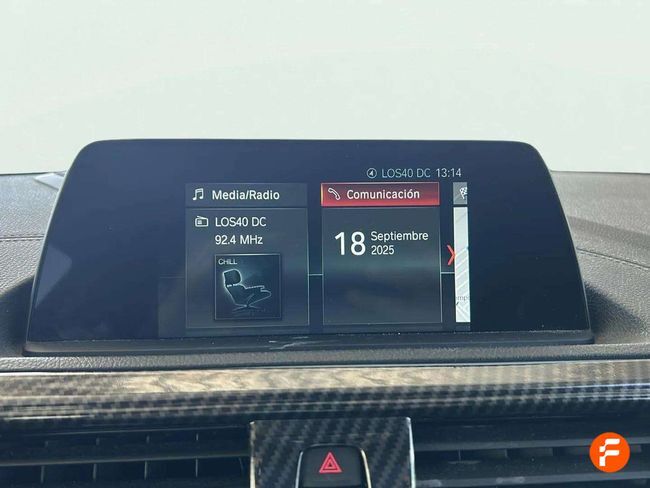 LOS40 DC 13:14
Media/Radio
Comunicación
LOS40 DC
92.4 MHz
CHILL
18 Septiembre
2025